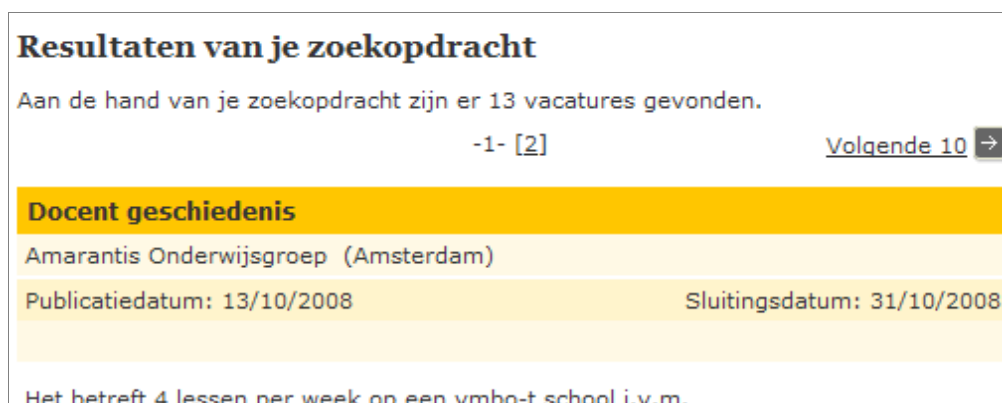 Resultaten van je zoekopdracht
Aan de hand van je zoekopdracht zijn er 13 vacatures gevonden.
-1- [2] Volgende 10
Docent geschiedenis
Amarantis Onderwijsgroep (Amsterdam)
Publicatiedatum: 13/10/2008 Sluitingsdatum: 31/10/2008
Het betreft 4 lessen per week op een vmbo-t school i.v.m.